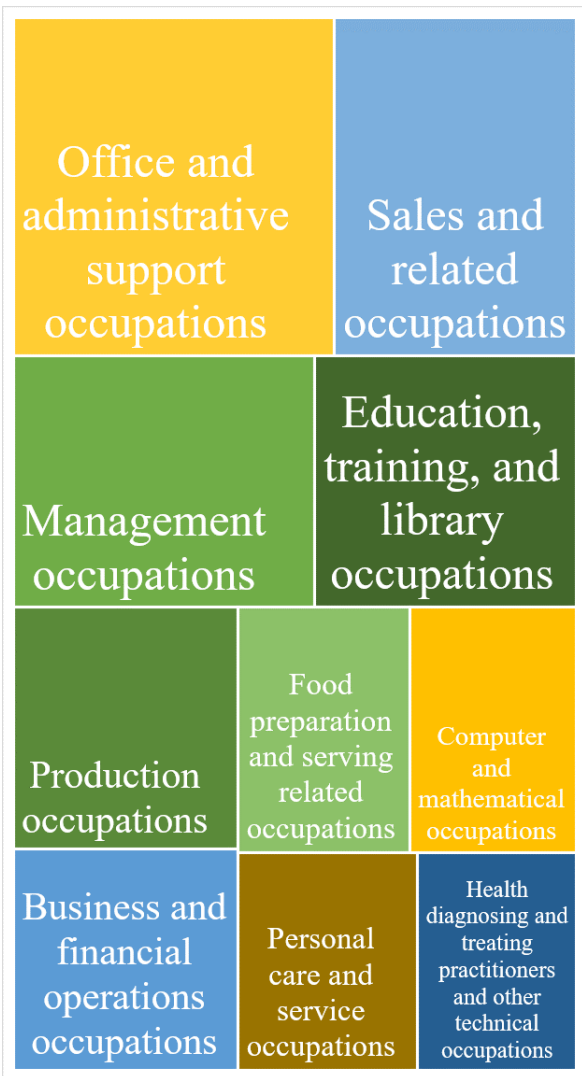 Office and
administrative
support
occupations
Sales and
related
occupations
Management
occupations
Education,
training, and
library
occupations
Production
occupations
Food
preparation
and serving
related
occupations
Computer
and
mathematical
occupations
Business and
financial
operations
occupations
Personal
care and
service
occupations
Health
diagnosing and
treating
practitioners
and other
technical
occupations